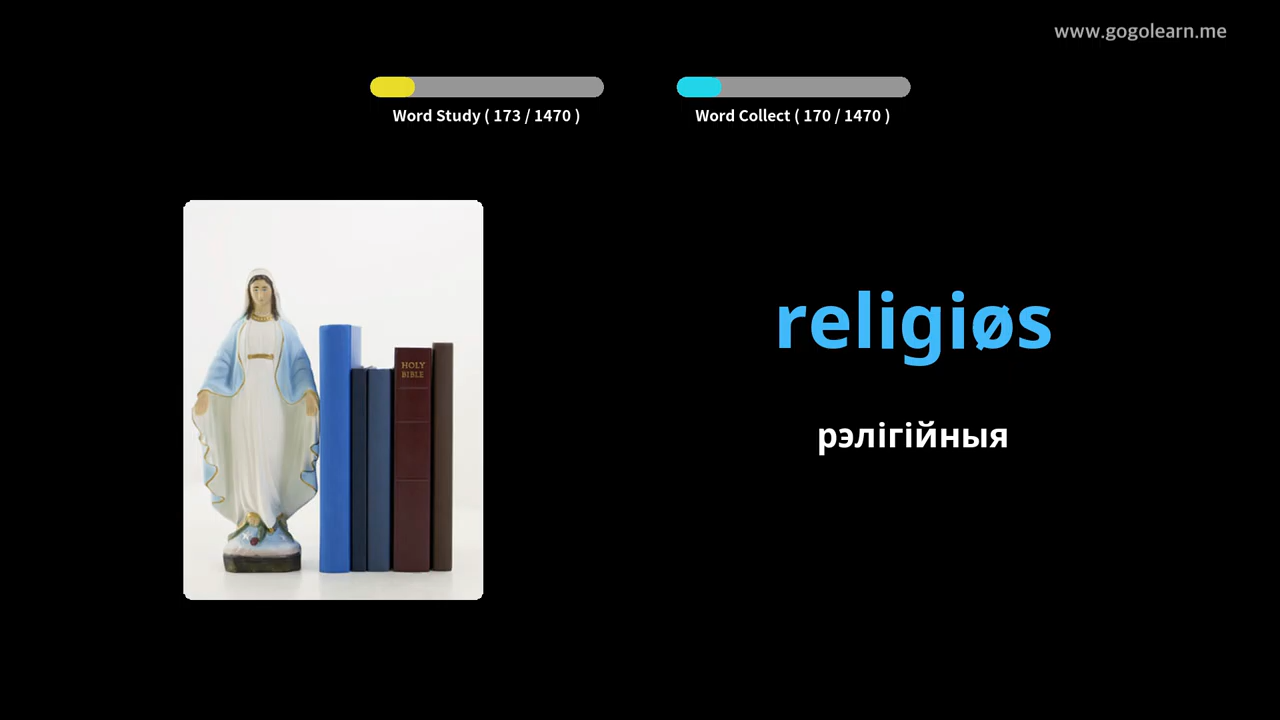 www.gogolearn.me
Word Study ( 173 / 1470 )
Word Collect ( 170 / 1470 )
HOLY
BIBLE
religiøs
рэлігійныя